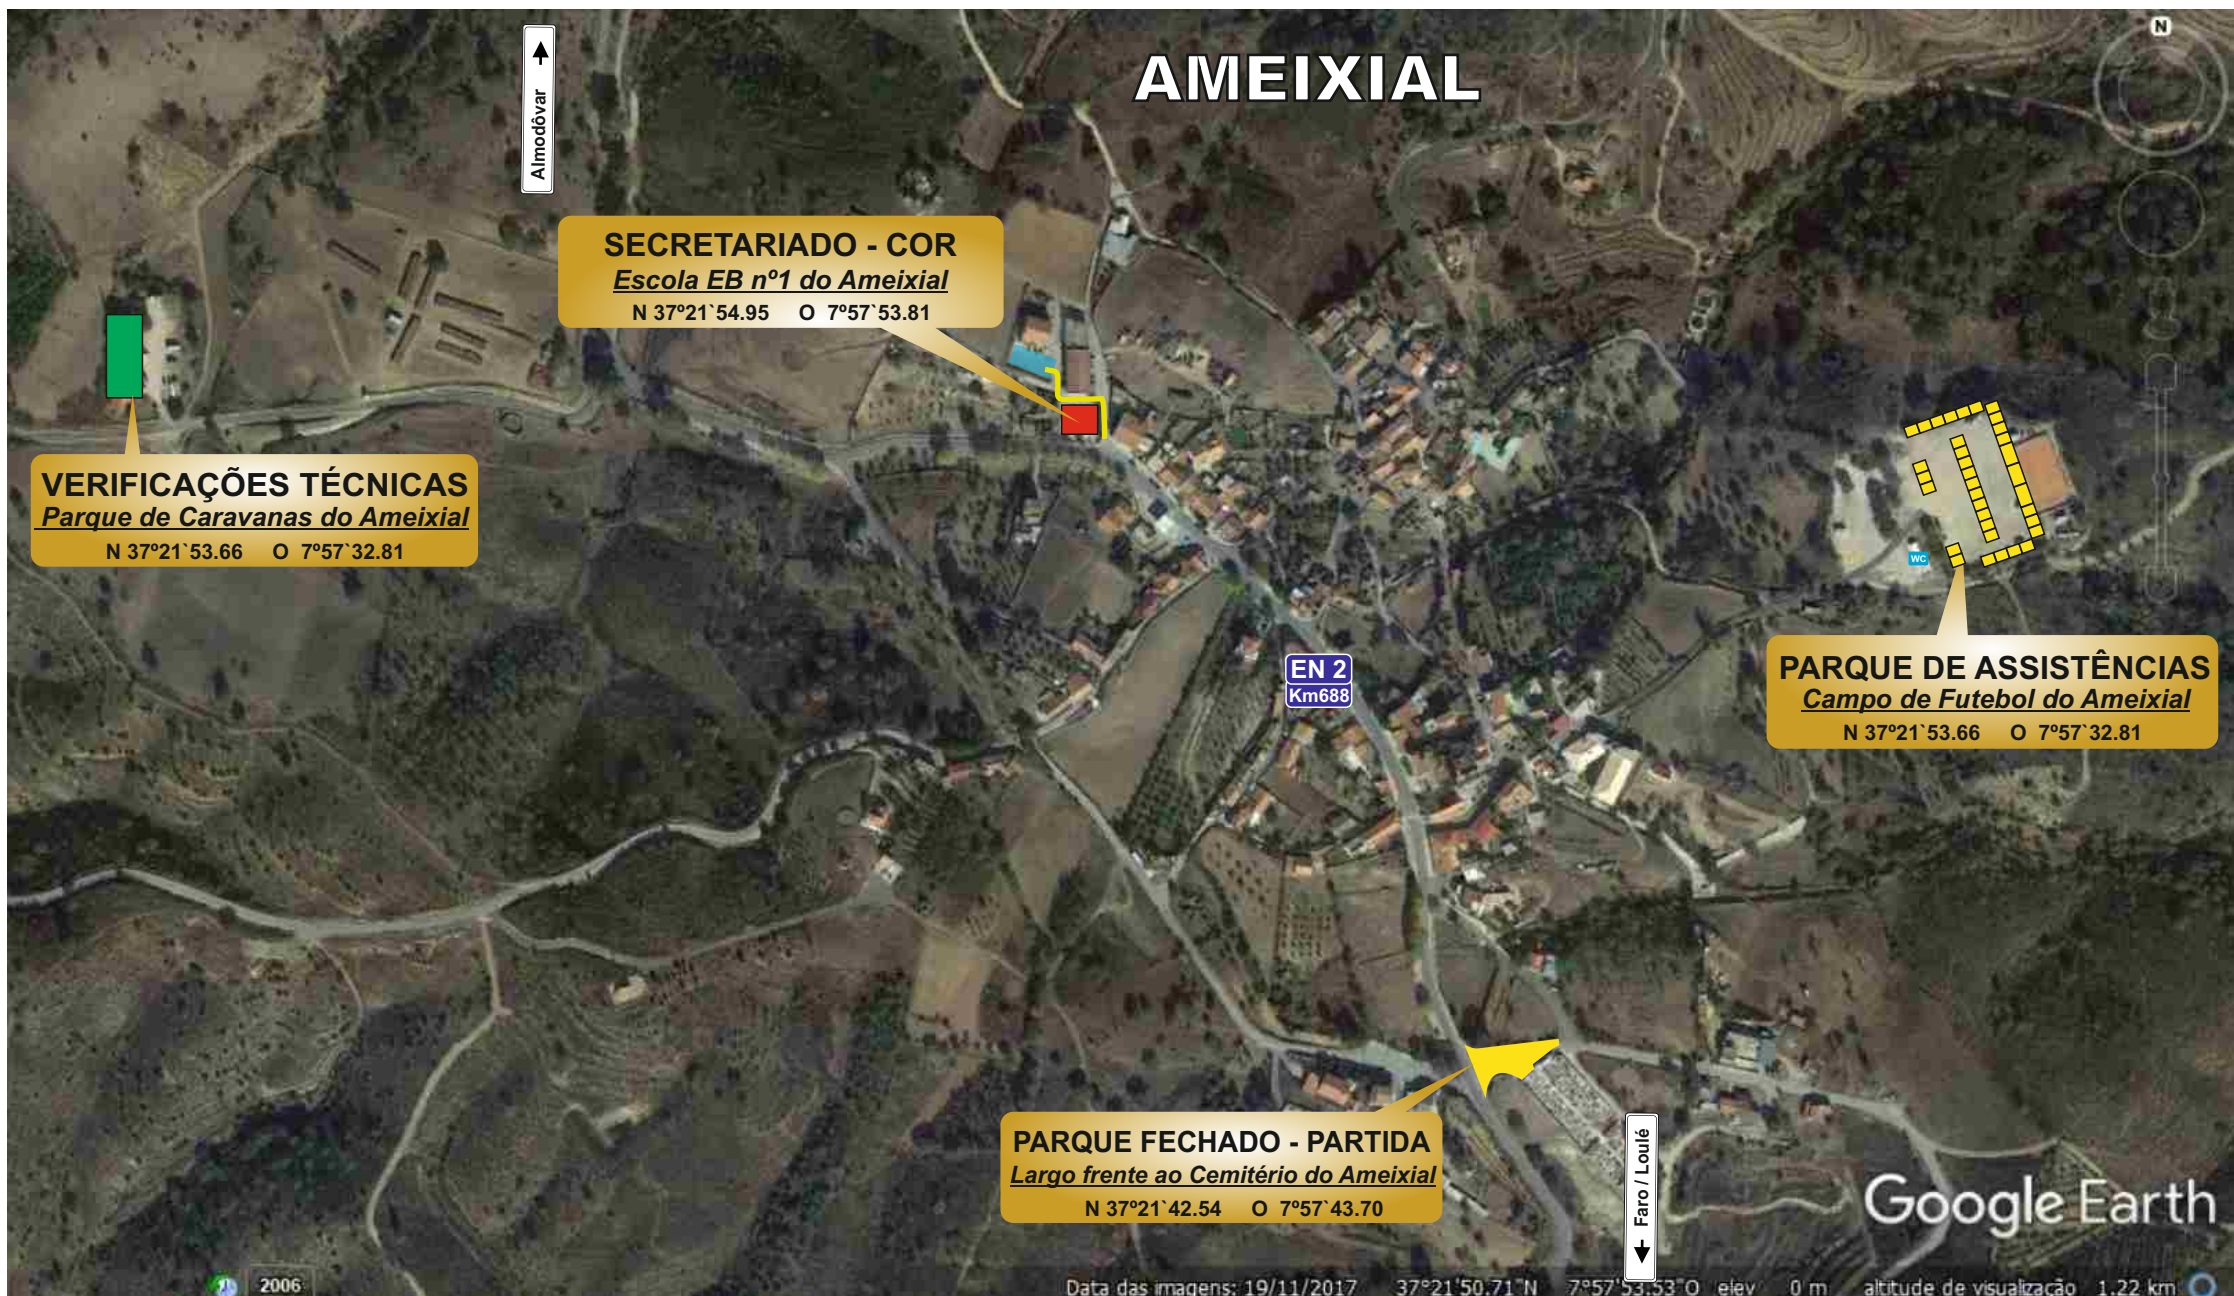 N
AMEIXIAL
Almodôvar
SECRETARIADO - COR
Escola EB nº1 do Ameixial
N 37º21`54.95 O 7º57`53.81
VERIFICAÇÕES TÉCNICAS
Parque de Caravanas do Ameixial
N 37º21`53.66 O 7º57`32.81
WC
EN 2
Km688
PARQUE DE ASSISTÊNCIAS
Campo de Futebol do Ameixial
N 37º21`53.66 O 7º57`32.81
PARQUE FECHADO - PARTIDA
Largo frente ao Cemitério do Ameixial
N 37º21`42.54 O 7º57`43.70
Faro / Loulé
Google Earth
2006
Data das imagens: 19/11/2017 37°21'50.71"N 7°57'53.53"O elev 0 m altitude de visualização 1.22 km